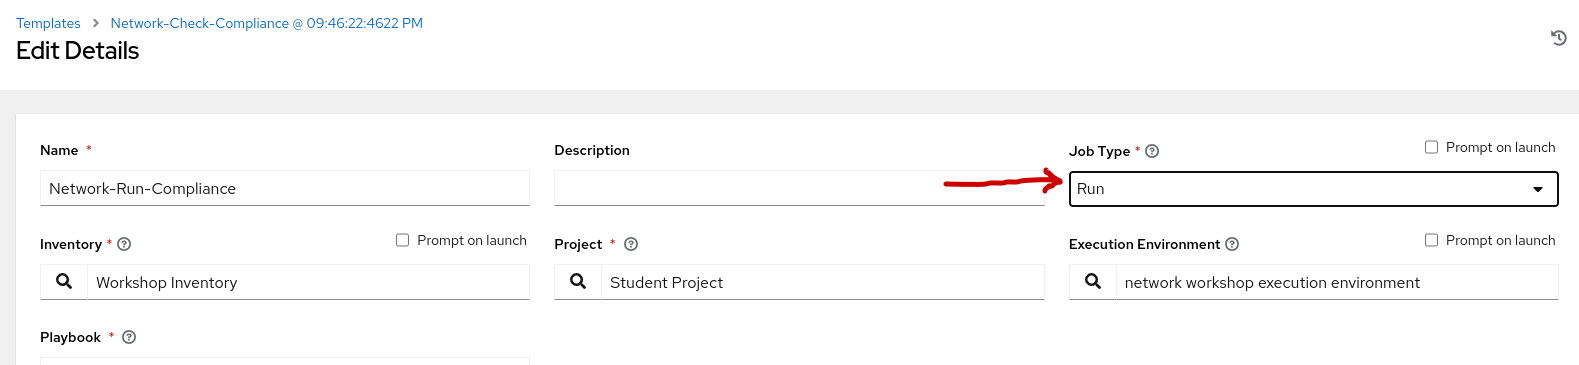 Templates > Network-Check-Compliance @ 09:46:22:4622 PM
Edit Details
Name *
Description
Job Type * Prompt on launch
Network-Run-Compliance
Run
Inventory * Prompt on launch
Project *
Execution Environment Prompt on launch
Workshop Inventory
Student Project
network workshop execution environment
Playbook *